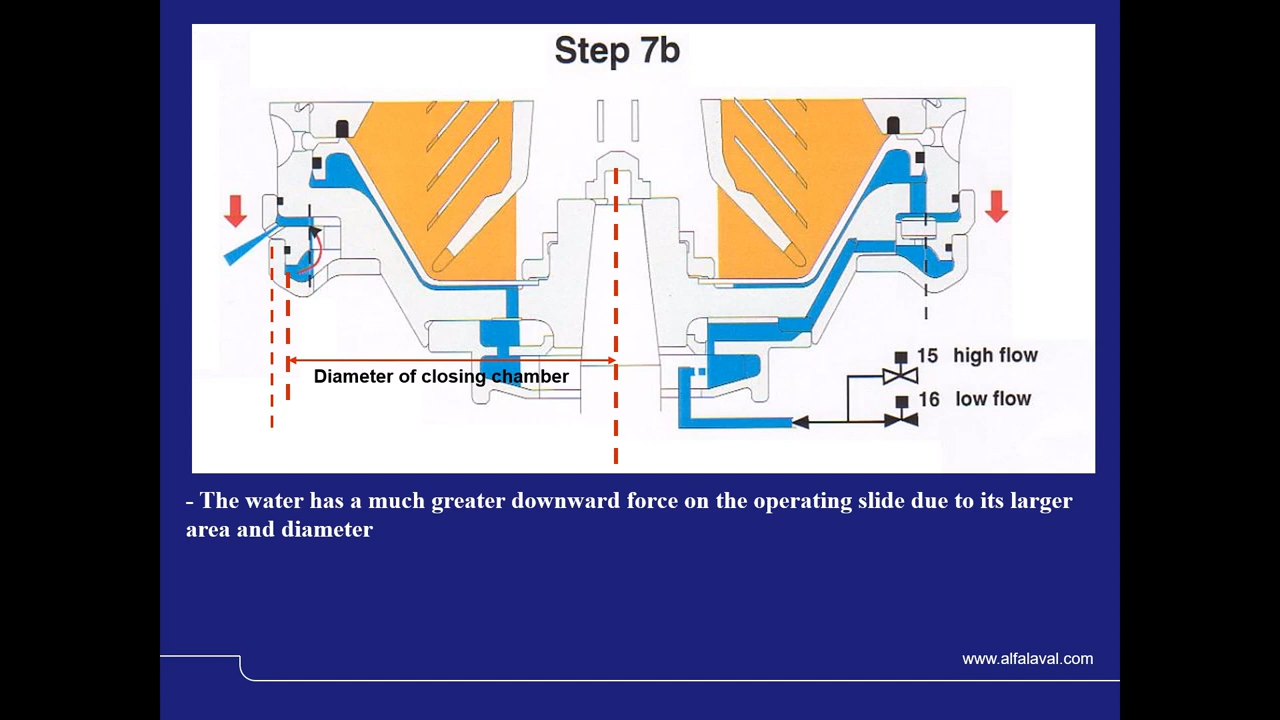 Step 7b
15 high flow
Diameter of closing chamber
16 low flow
- The water has a much greater downward force on the operating slide due to its larger
area and diameter
www.alfalaval.com